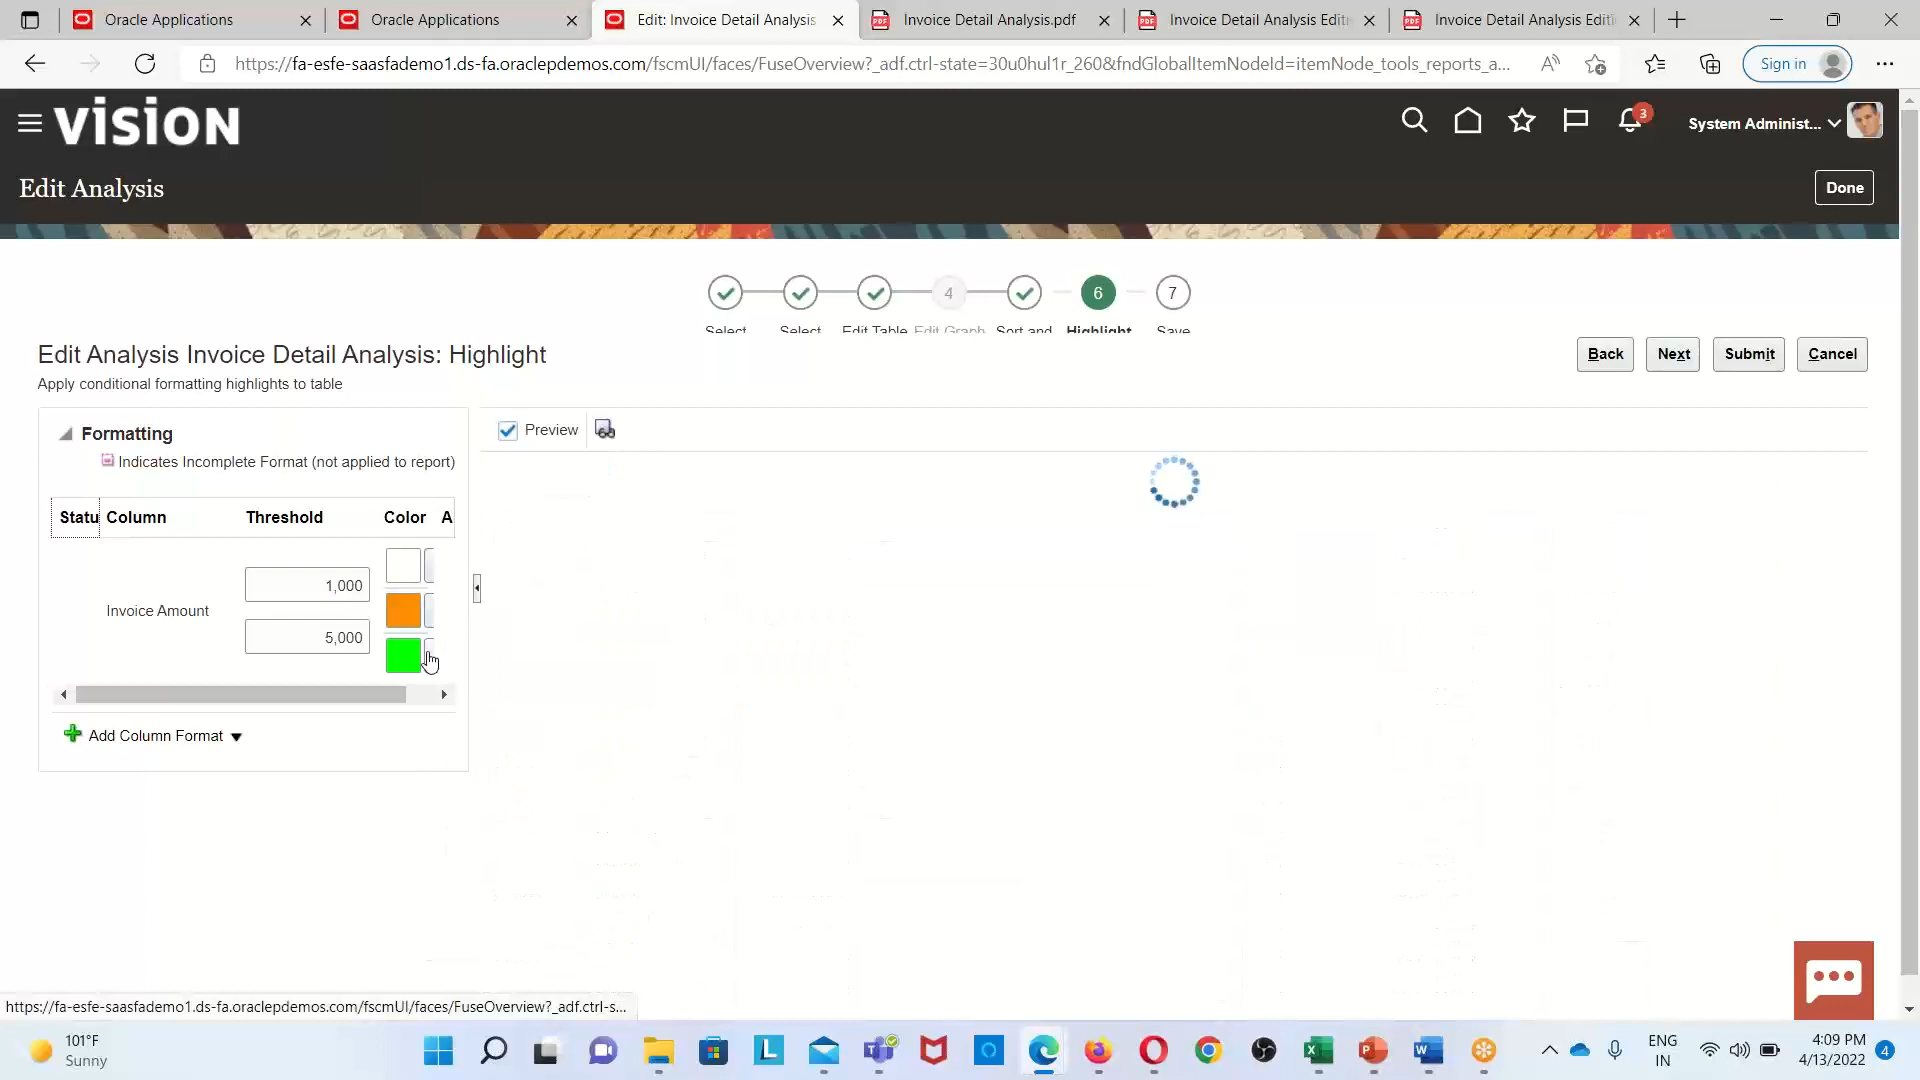 Oracle Applications
Oracle Applications
Edit: Invoice Detail Analysis
Invoice Detail Analysis.pdf
Invoice Detail Analysis Editi
Invoice Detail Analysis Editi
https://fa-esfe-saasfademo1.ds-fa.oraclepdemos.com/fscmUI/faces/FuseOverview?_adf.ctrl-state=30u0hul1r_260&fndGlobalItemNodeId=itemNode_tools_reports_a...
Sign in
vision
3
System Administ...
Edit Analysis
Done
4
6
7
Select
Select
Edit Table
Edit Graph
Sort and
Highlight
Save
Edit Analysis Invoice Detail Analysis: Highlight
Back
Next
Submit
Cancel
Apply conditional formatting highlights to table
Formatting
Preview
Indicates Incomplete Format (not applied to report)
Statu
Column
Threshold
Color
A
1,000
Invoice Amount
5,000
Add Column Format
https://fa-esfe-saasfademo1.ds-fa.oraclepdemos.com/fscmUI/faces/FuseOverview?_adf.ctrl-s...
101°F
Sunny
ENG
IN
4:09 PM
4/13/2022
4